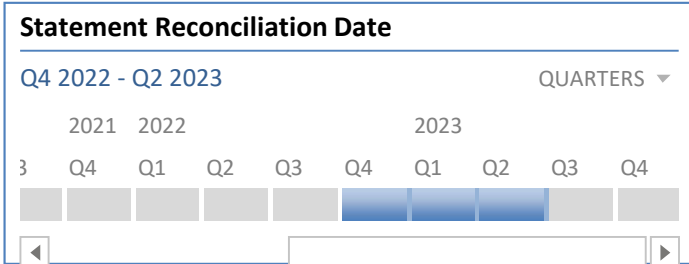 Statement Reconciliation Date
Q4 2022 - Q2 2023 QUARTERS
2021 2022 2023
Q4 Q1 Q2 Q3 Q4 Q1 Q2 Q3 Q4